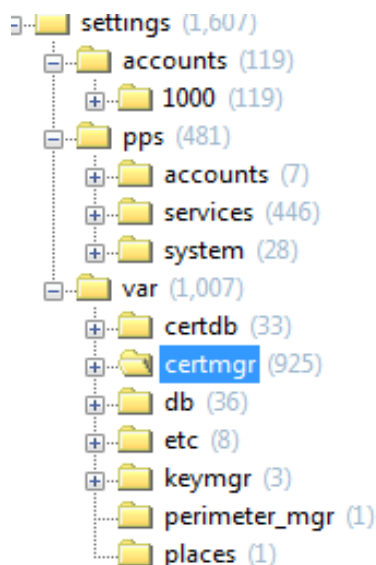 settings (1,607)
accounts (119)
1000 (119)
pps (481)
accounts (7)
services (446)
system (28)
var (1,007)
certdb (33)
certmgr (925)
db (36)
etc (8)
keymgr (3)
perimeter_mgr (1)
places (1)